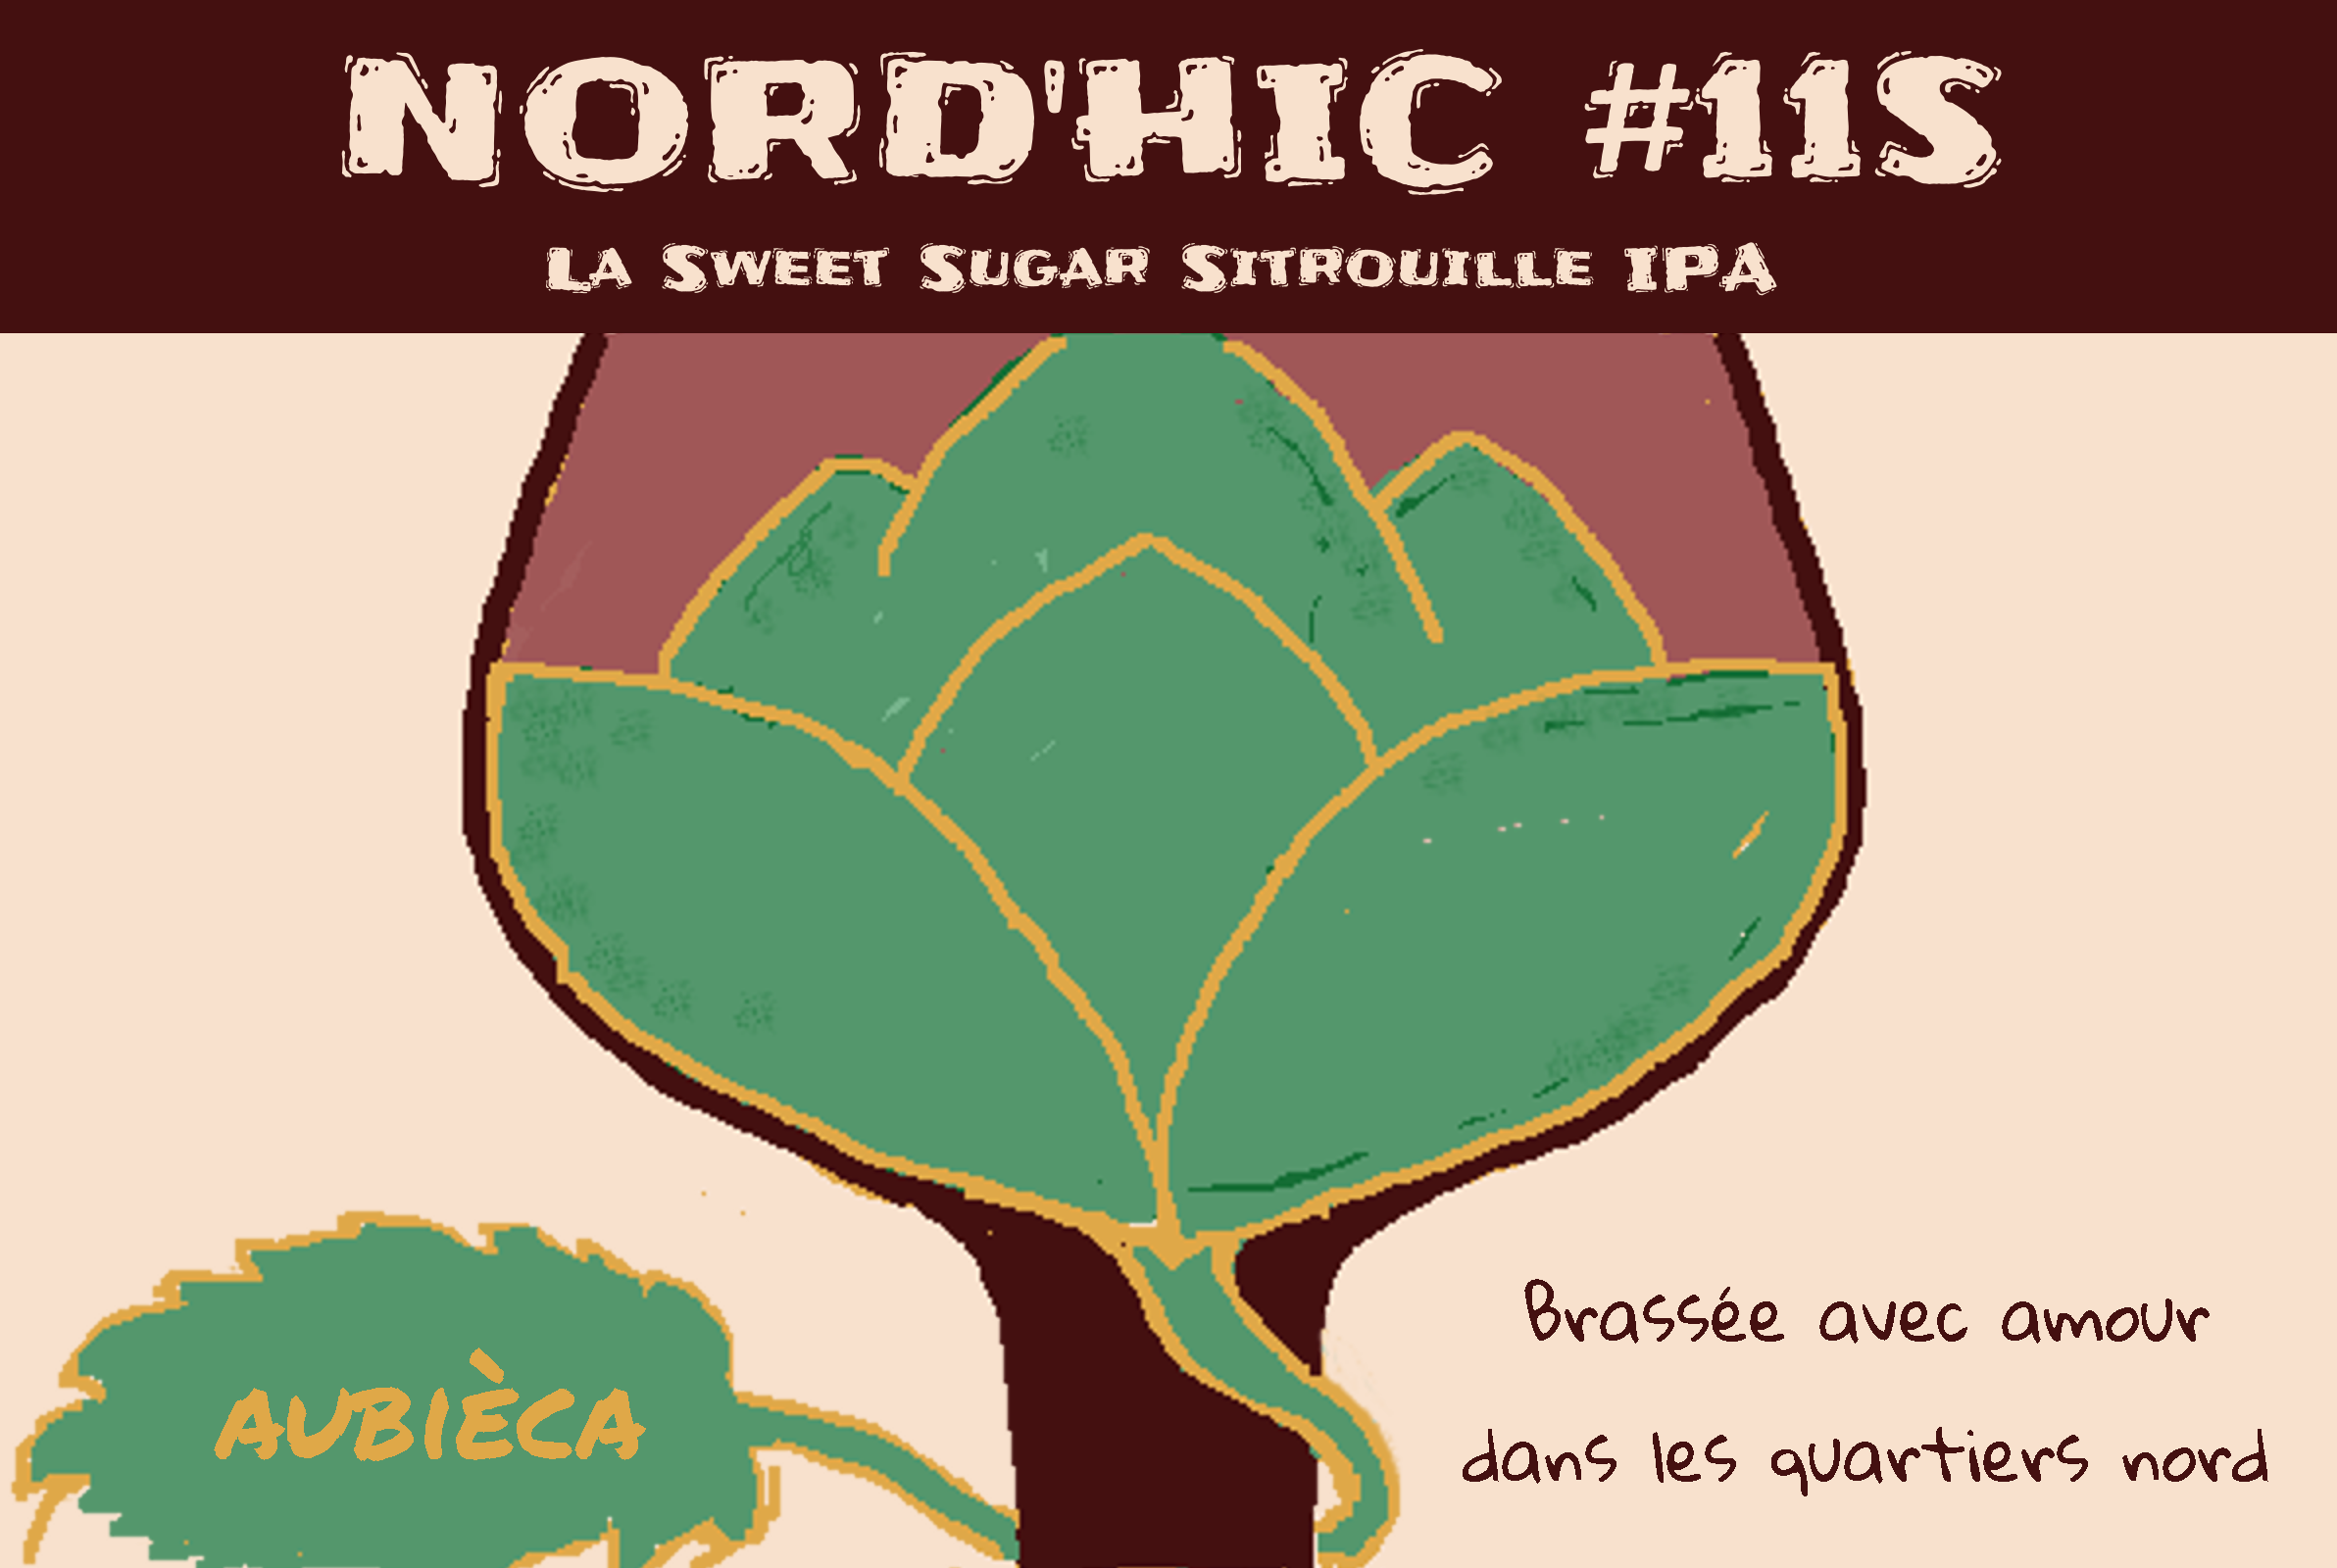 NORD'HIC #11S
LA SWEET SUGAR SITROUILLE IPA
AUBIÈCA
Brassée avec amour
dans les quartiers nord